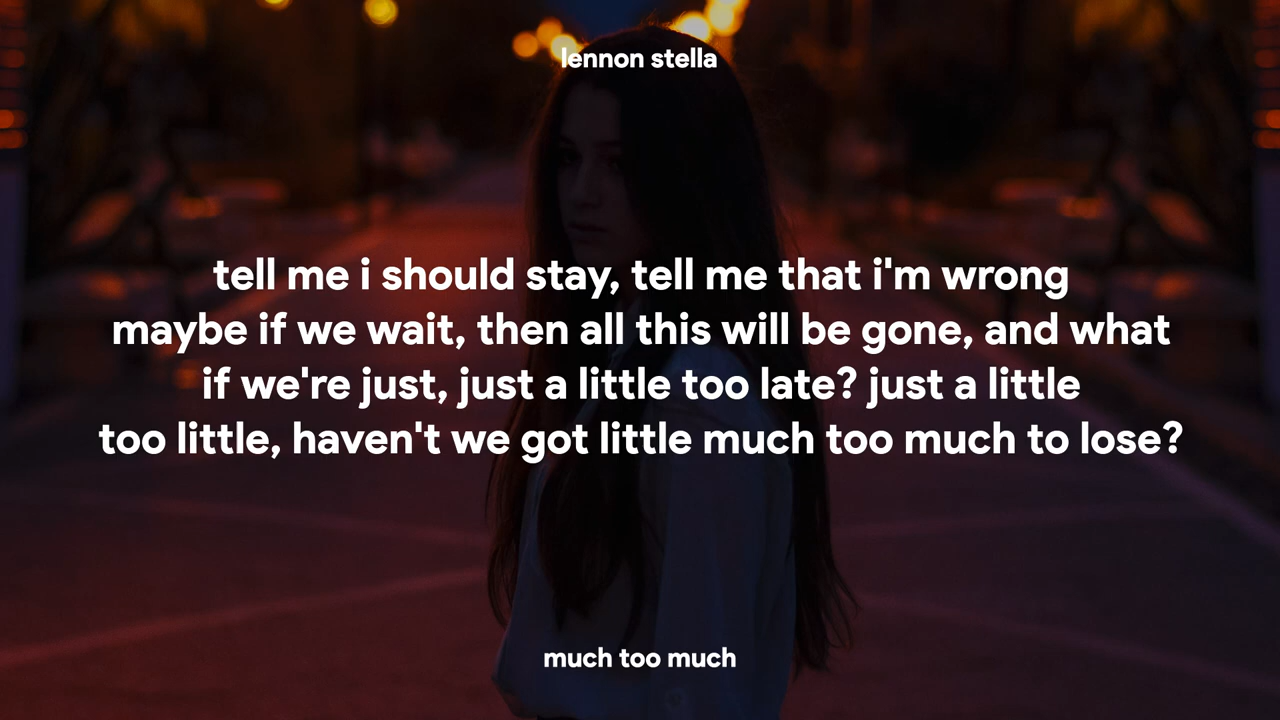 lennon stella
tell me i should stay, tell me that i'm wrong
maybe if we wait, then all this will be gone, and what
if we're just, just a little too late? just a little
too little, haven't we got little much too much to lose?
much too much